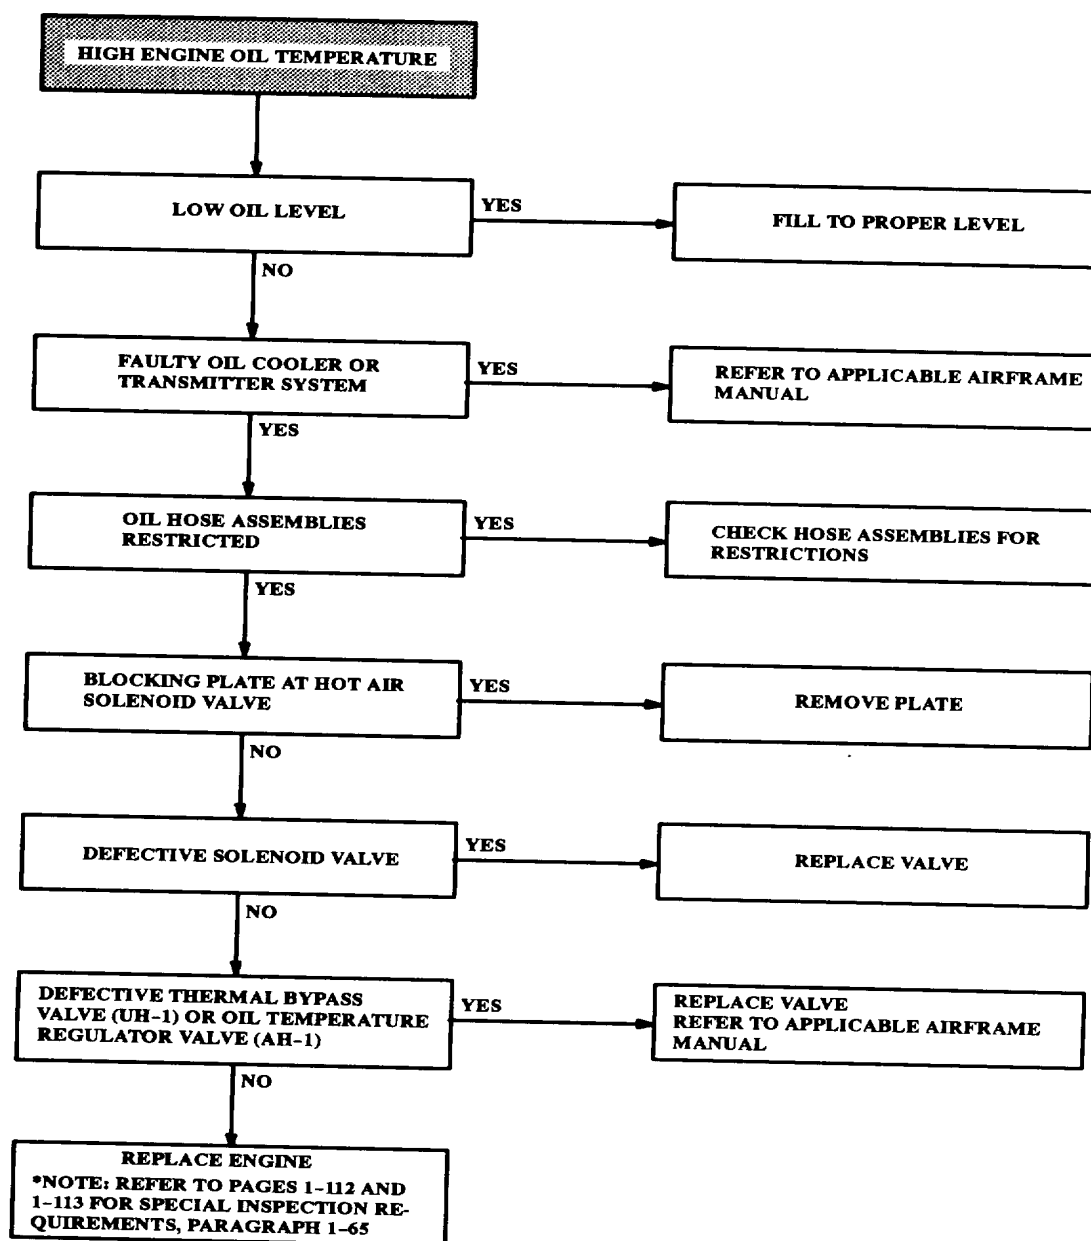 HIGH ENGINE OIL TEMPERATURE
LOW OIL LEVEL
YES
FILL TO PROPER LEVEL
NO
FAULTY OIL COOLER OR
TRANSMITTER SYSTEM
YES
REFER TO APPLICABLE AIRFRAME
MANUAL
YES
OIL HOSE ASSEMBLIES
RESTRICTED
YES
CHECK HOSE ASSEMBLIES FOR
RESTRICTIONS
YES
BLOCKING PLATE AT HOT AIR
SOLENOID VALVE
YES
REMOVE PLATE
NO
DEFECTIVE SOLENOID VALVE
YES
REPLACE VALVE
NO
DEFECTIVE THERMAL BYPASS
VALVE (UH-1) OR OIL TEMPERATURE
REGULATOR VALVE (AH-1)
YES
REPLACE VALVE
REFER TO APPLICABLE AIRFRAME
MANUAL
NO
REPLACE ENGINE
*NOTE: REFER TO PAGES 1-112 AND
1-113 FOR SPECIAL INSPECTION RE-
QUIREMENTS, PARAGRAPH 1-65